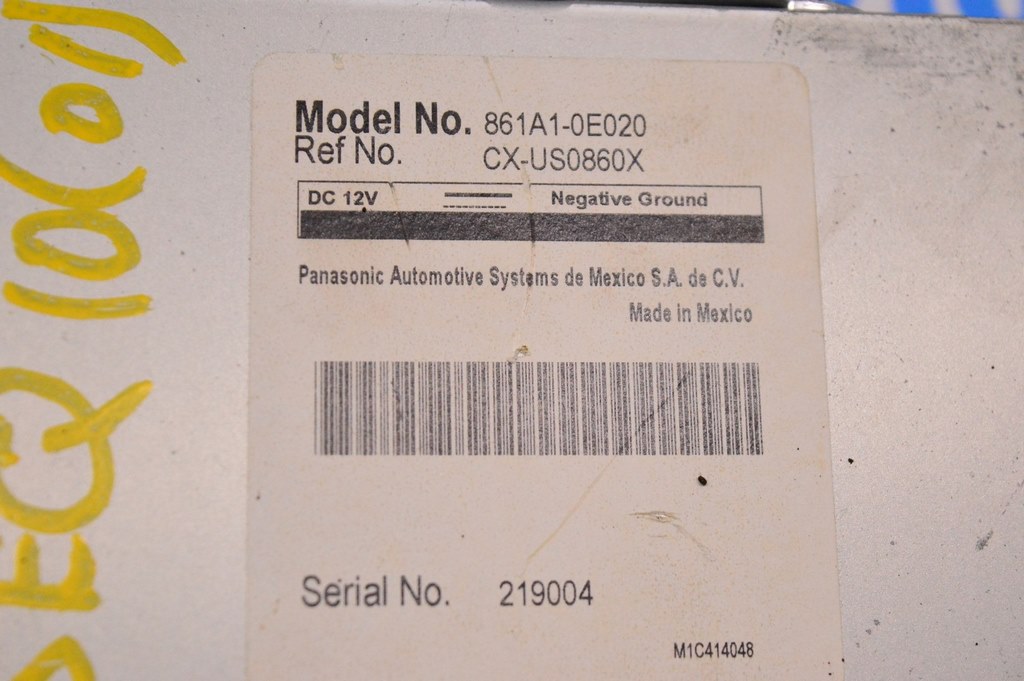 Model No. 861A1-0E020
Ref No. CX-US0860X
DC 12V Negative Ground
Panasonic Automotive Systems de Mexico S.A. de C.V.
Made in Mexico
Serial No. 219004
M1C414048